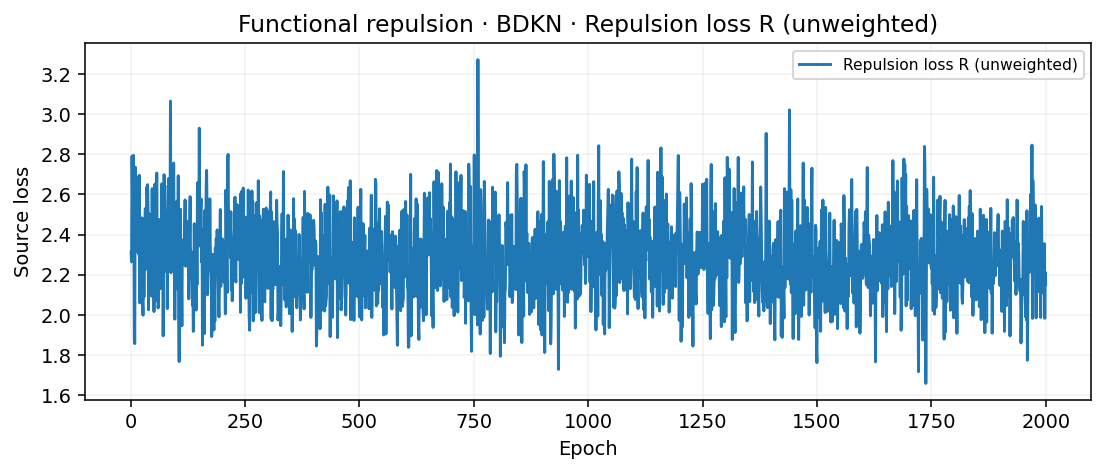 Functional repulsion · BDKN · Repulsion loss R (unweighted)
Repulsion loss R (unweighted)
Source loss
3.2
3.0
2.8
2.6
2.4
2.2
2.0
1.8
1.6
0 250 500 750 1000 1250 1500 1750 2000
Epoch